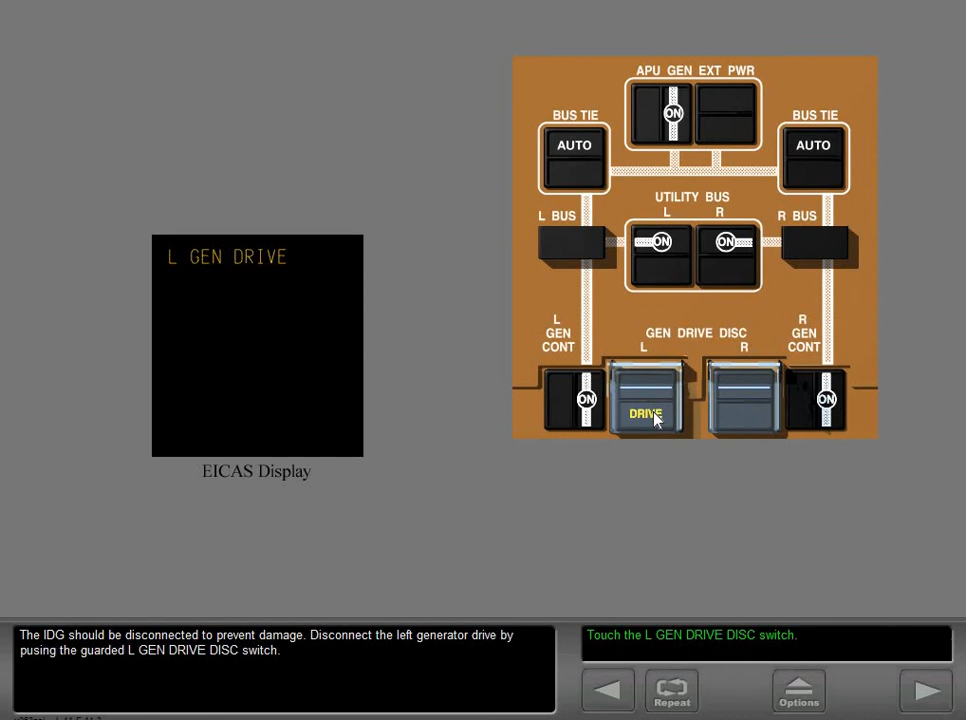 APU GEN EXT PWR
ON
BUS TIE
BUS TIE
AUTO
AUTO
UTILITY BUS
L R
L BUS
R BUS
ON
ON
L GEN DRIVE
L
GEN
CONT
GEN DRIVE DISC
L R
R
GEN
CONT
ON
DRIVE
ON
EICAS Display
The IDG should be disconnected to prevent damage. Disconnect the left generator drive by
pusing the guarded L GEN DRIVE DISC switch.
Touch the L GEN DRIVE DISC switch.
Repeat
Options